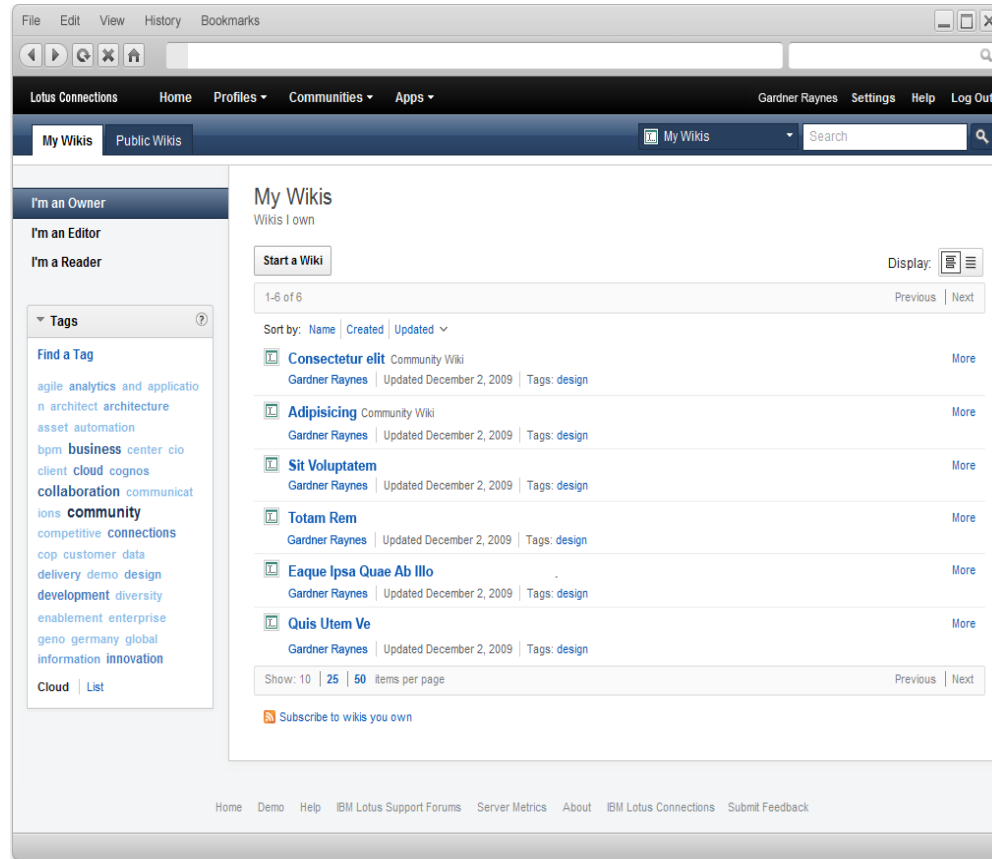 File Edit View History Bookmarks
Lotus Connections Home Profiles Communities Apps Gardner Raynes Settings Help Log Out
My Wikis Public Wikis My Wikis Search
I'm an Owner
I'm an Editor
I'm a Reader
Tags ?
Find a Tag
agile analytics and applicatio
n architect architecture
asset automation
bpm business center cio
client cloud cognos
collaboration communicat
ions community
competitive connections
cop customer data
delivery demo design
development diversity
enablement enterprise
geno germany global
information innovation
Cloud List
My Wikis
Wikis I own
Start a Wiki Display:
1-6 of 6 Previous Next
Sort by: Name Created Updated
Consectetur elit Community Wiki More
Gardner Raynes Updated December 2, 2009 Tags: design
Adipisicing Community Wiki More
Gardner Raynes Updated December 2, 2009 Tags: design
Sit Voluptatem More
Gardner Raynes Updated December 2, 2009 Tags: design
Totam Rem More
Gardner Raynes Updated December 2, 2009 Tags: design
Eaque Ipsa Quae Ab Illo More
Gardner Raynes Updated December 2, 2009 Tags: design
Quis Utem Ve More
Gardner Raynes Updated December 2, 2009 Tags: design
Show: 10 25 50 items per page Previous Next
Subscribe to wikis you own
Home Demo Help IBM Lotus Support Forums Server Metrics About IBM Lotus Connections Submit Feedback